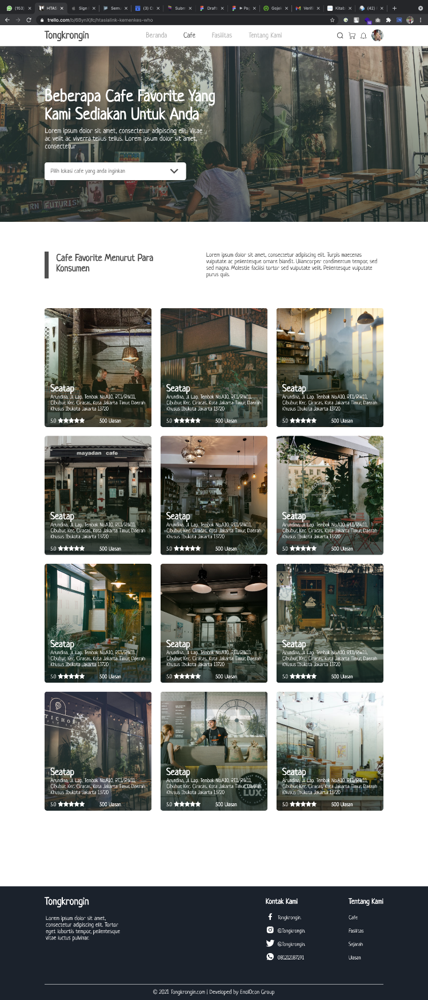 (153)
HTAS
Sign
Semu
(3) C
Subm
Draft
Pag
Gojek
Verifi
Kitab
(42)
trello.com/b/6BynXjfc/htasialink-kemenkes-who
10
Tongkrongin
Beranda
Cafe
Fasilitas
Tentang Kami
Beberapa Cafe Favorite Yang
Kami Sediakan Untuk Anda
Lorem ipsum dolor sit amet, consectetur adipiscing elit. Vitae
ac velit ac viverra tellus tellus. Lorem ipsum dolor sit amet,
consectetur
Pilih lokasi cafe yang anda inginkan
RN FUTURISM
Cafe Favorite Menurut Para
Konsumen
Lorem ipsum dolor sit amet, consectetur adipiscing elit. Turpis maecenas
vulputate ac pellentesque ornare blandit. Ullamcorper condimentum tempor, sed
sed magna. Molestie facilisi tortor sed vulputate velit. Pellentesque vulputate
purus quis.
Seatap
Arundina, Jl. Lap. Tembak No.A10, RT.1/RW.11,
Cibubur, Kec. Ciracas, Kota Jakarta Timur, Daerah
Khusus Ibukota Jakarta 13720
5.0
500 Ulasan
Seatap
Arundina, Jl. Lap. Tembak No.A10, RT.1/RW.11,
Cibubur, Kec. Ciracas, Kota Jakarta Timur, Daerah
Khusus Ibukota Jakarta 13720
5.0
500 Ulasan
Seatap
Arundina, Jl. Lap. Tembak No.A10, RT.1/RW.11,
Cibubur, Kec. Ciracas, Kota Jakarta Timur, Daerah
Khusus Ibukota Jakarta 13720
5.0
500 Ulasan
mayadan cafe
Seatap
Arundina, Jl. Lap. Tembak No.A10, RT.1/RW.11,
Cibubur, Kec. Ciracas, Kota Jakarta Timur, Daerah
Khusus Ibukota Jakarta 13720
5.0
500 Ulasan
Seatap
Arundina, Jl. Lap. Tembak No.A10, RT.1/RW.11,
Cibubur, Kec. Ciracas, Kota Jakarta Timur, Daerah
Khusus Ibukota Jakarta 13720
5.0
500 Ulasan
Seatap
Arundina, Jl. Lap. Tembak No.A10, RT.1/RW.11,
Cibubur, Kec. Ciracas, Kota Jakarta Timur, Daerah
Khusus Ibukota Jakarta 13720
5.0
500 Ulasan
Seatap
Arundina, Jl. Lap. Tembak No.A10, RT.1/RW.11,
Cibubur, Kec. Ciracas, Kota Jakarta Timur, Daerah
Khusus Ibukota Jakarta 13720
5.0
500 Ulasan
Seatap
Arundina, Jl. Lap. Tembak No.A10, RT.1/RW.11,
Cibubur, Kec. Ciracas, Kota Jakarta Timur, Daerah
Khusus Ibukota Jakarta 13720
5.0
500 Ulasan
Seatap
Arundina, Jl. Lap. Tembak No.A10, RT.1/RW.11,
Cibubur, Kec. Ciracas, Kota Jakarta Timur, Daerah
Khusus Ibukota Jakarta 13720
5.0
500 Ulasan
TICHOKE
Seatap
Arundina, Jl. Lap. Tembak No.A10, RT.1/RW.11,
Cibubur, Kec. Ciracas, Kota Jakarta Timur, Daerah
Khusus Ibukota Jakarta 13720
5.0
500 Ulasan
Seatap
Arundina, Jl. Lap. Tembak No.A10, RT.1/RW.11,
Cibubur, Kec. Ciracas, Kota Jakarta Timur, Daerah
Khusus Ibukota Jakarta 13720
LUX
5.0
500 Ulasan
Seatap
Arundina, Jl. Lap. Tembak No.A10, RT.1/RW.11,
Cibubur, Kec. Ciracas, Kota Jakarta Timur, Daerah
Khusus Ibukota Jakarta 13720
5.0
500 Ulasan
Tongkrongin
Lorem ipsum dolor sit amet,
consectetur adipiscing elit. Tortor
eget lobortis tempor, pellentesque
vitae luctus pulvinar.
Kontak Kami
Tongkrongin.
@Tongkrongin.
@Tongkrongin.
081212187291
Tentang Kami
Cafe
Fasilitas
Sejarah
Ulasan
© 2021 Tongkrongin.com | Developed by EnolOcon Group